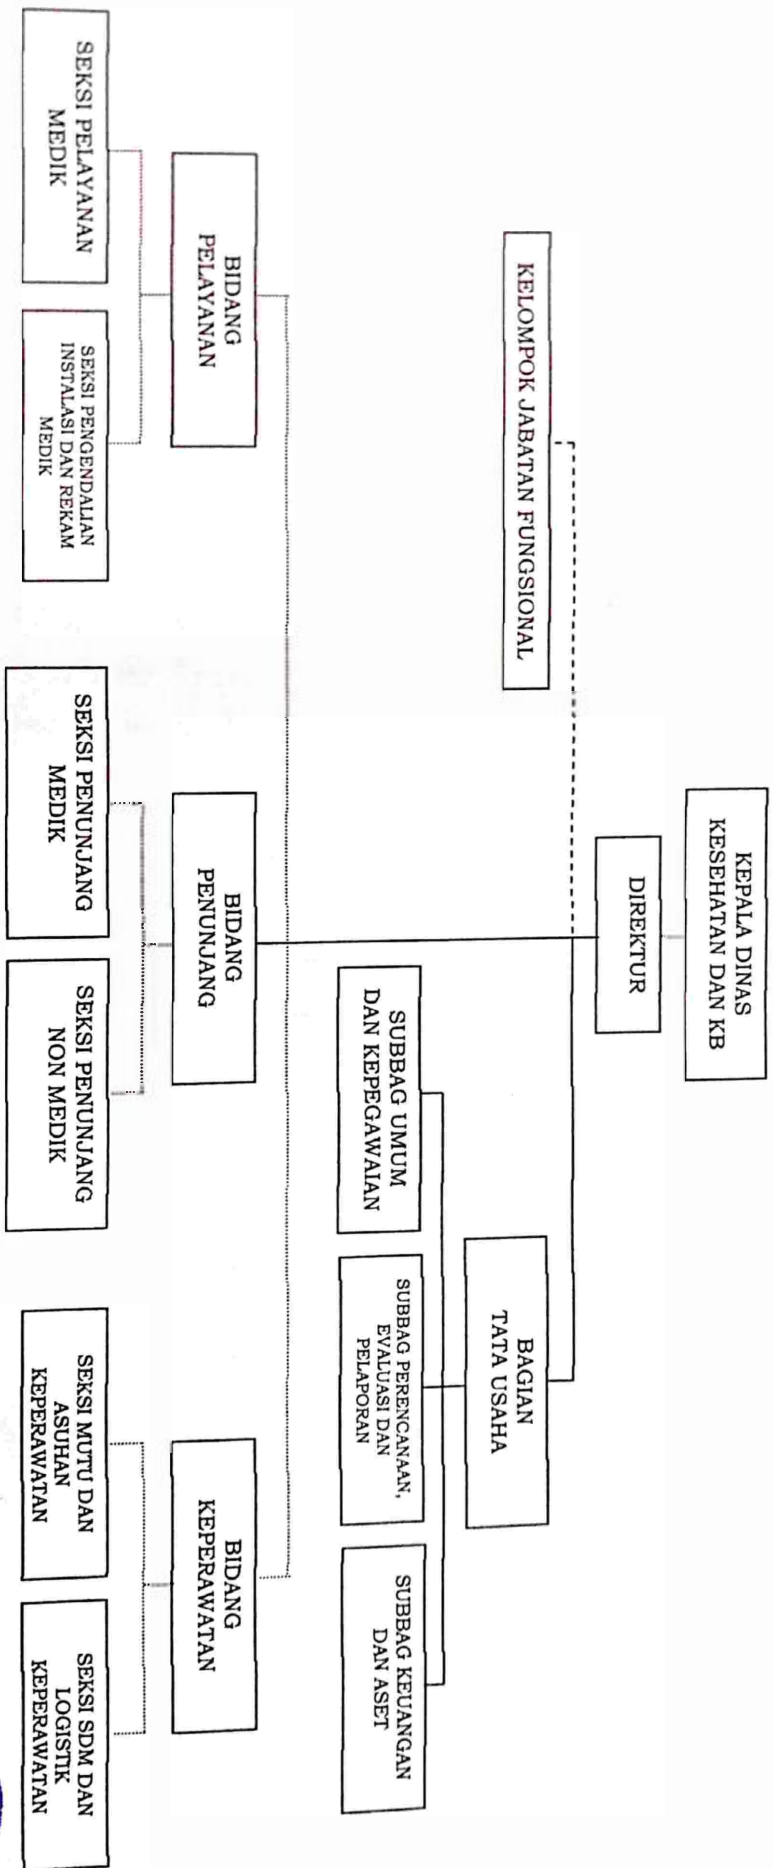 KEPALA DINAS
KESEHATAN DAN KB
DIREKTUR
KELOMPOK JABATAN FUNGSIONAL
BAGIAN
TATA USAHA
SUBBAG UMUM
DAN KEPEGAWAIAN
SUBBAG PERENCANAAN,
EVALUASI DAN
PELAPORAN
SUBBAG KEUANGAN
DAN ASET
BIDANG
PELAYANAN
BIDANG
PENUNJANG
BIDANG
KEPERAWATAN
SEKSI PELAYANAN
MEDIK
SEKSI PENGENDALIAN
INSTALASI DAN REKAM
MEDIK
SEKSI PENUNJANG
MEDIK
SEKSI PENUNJANG
NON MEDIK
SEKSI MUTU DAN
ASUHAN
KEPERAWATAN
SEKSI SDM DAN
LOGISTIK
KEPERAWATAN